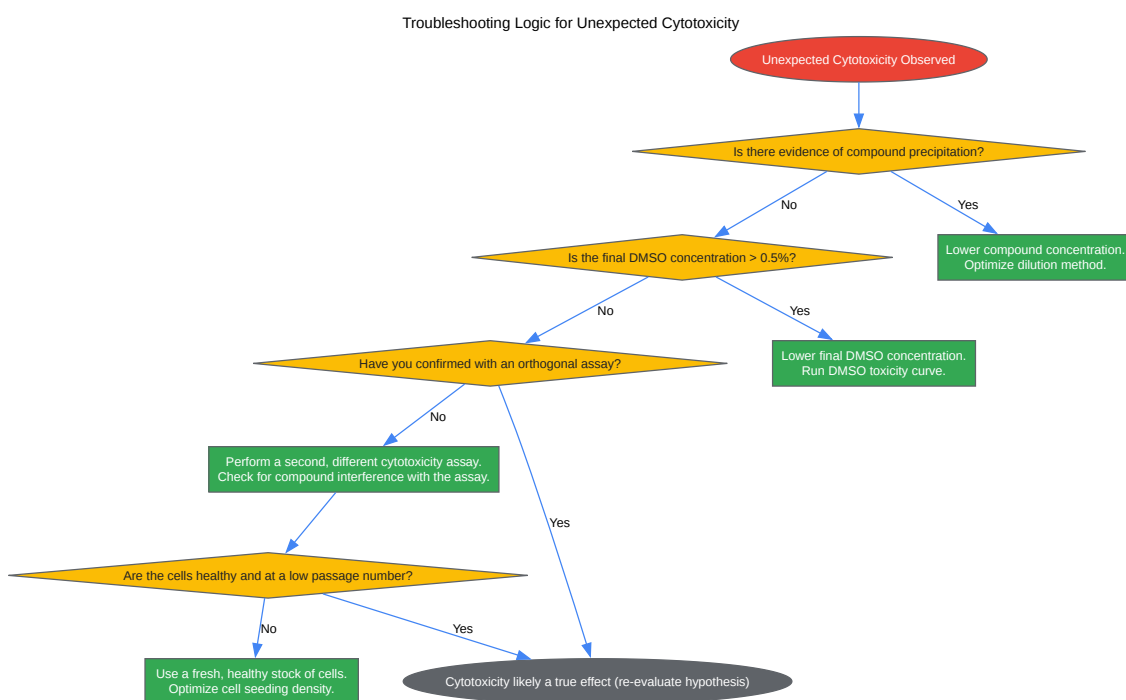 Troubleshooting Logic for Unexpected Cytotoxicity
Unexpected Cytotoxicity Observed
Is there evidence of compound precipitation?
No
Yes
Is the final DMSO concentration > 0.5%?
Lower compound concentration.
Optimize dilution method.
No
Yes
Have you confirmed with an orthogonal assay?
Lower final DMSO concentration.
Run DMSO toxicity curve.
No
Perform a second, different cytotoxicity assay.
Check for compound interference with the assay.
Yes
Are the cells healthy and at a low passage number?
No
Yes
Use a fresh, healthy stock of cells.
Optimize cell seeding density.
Cytotoxicity likely a true effect (re-evaluate hypothesis)